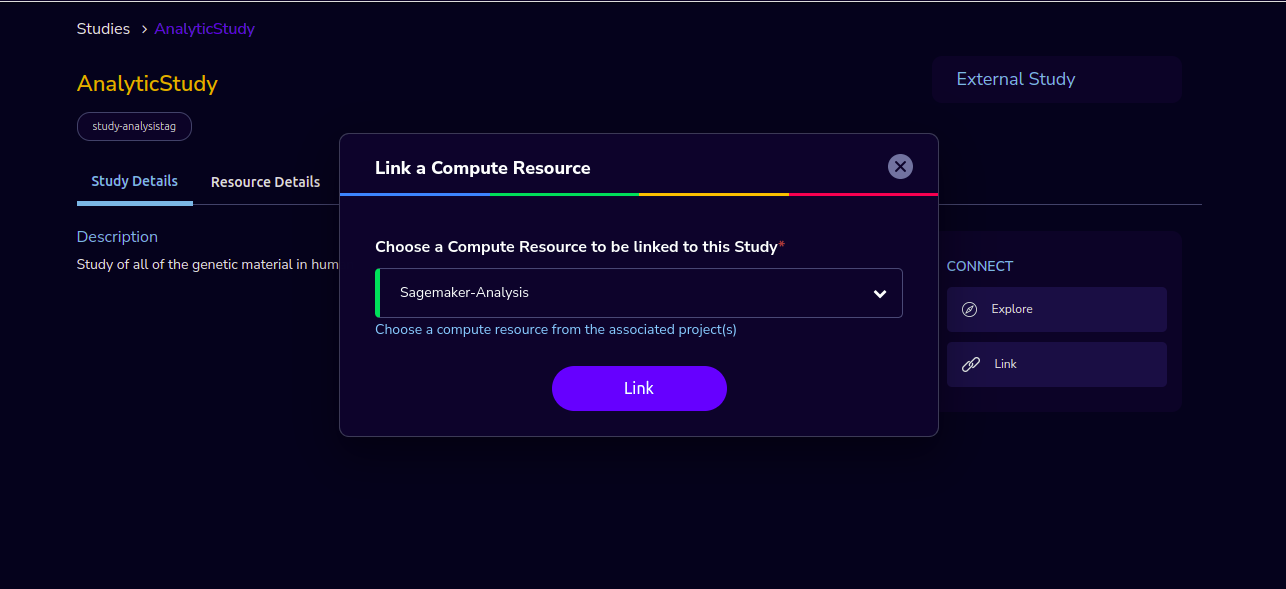 Studies > AnalyticStudy
AnalyticStudy
External Study
study-analysistag
Study Details
Resource Details
Description
Study of all of the genetic material in hum
Link a Compute Resource
Choose a Compute Resource to be linked to this Study*
Sagemaker-Analysis
Choose a compute resource from the associated project(s)
Link
CONNECT
Explore
Link